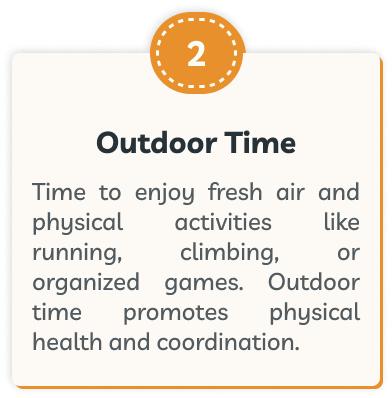 2
Outdoor Time
Time to enjoy fresh air and
physical activities like
running, climbing, or
organized games. Outdoor
time promotes physical
health and coordination.